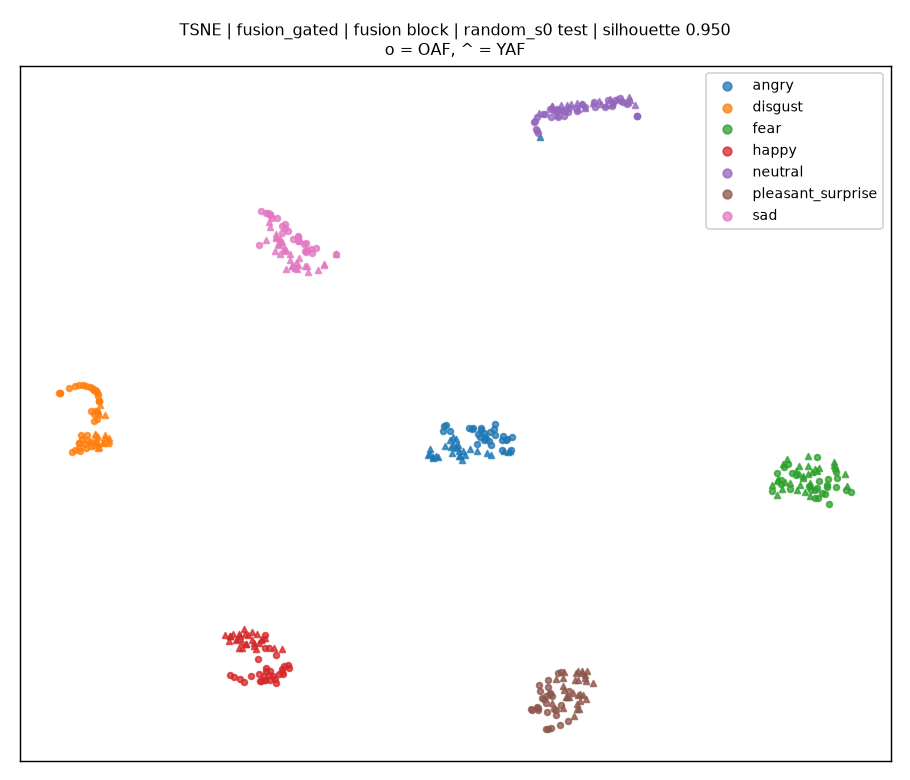 TSNE | fusion_gated | fusion block | random_s0 test | silhouette 0.950
o = OAF, ^ = YAF
angry
disgust
fear
happy
neutral
pleasant_surprise
sad